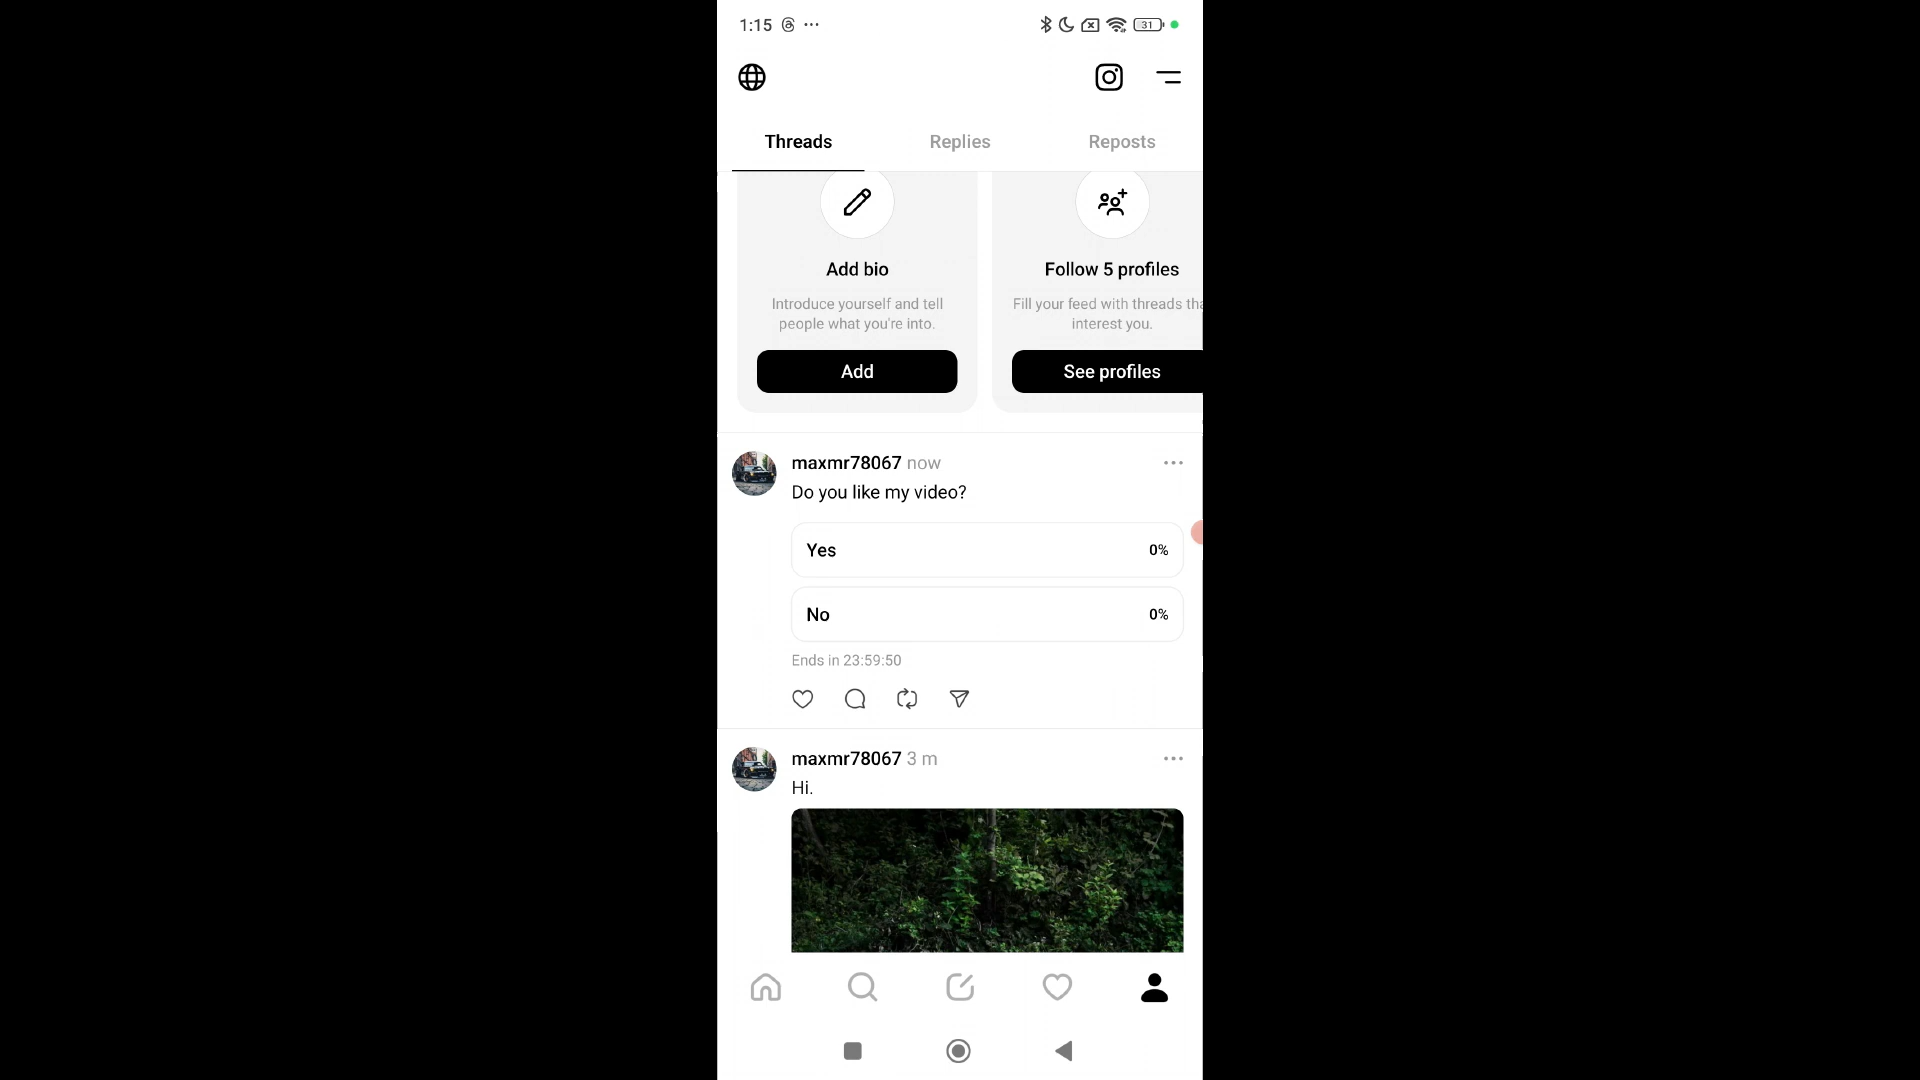 1:15
31
Threads Replies Reposts
Add bio
Introduce yourself and tell
people what you're into.
Add
Follow 5 profiles
Fill your feed with threads tha
interest you.
See profiles
maxmr78067 now
Do you like my video?
Yes 0%
No 0%
Ends in 23:59:50
maxmr78067 3 m
Hi.